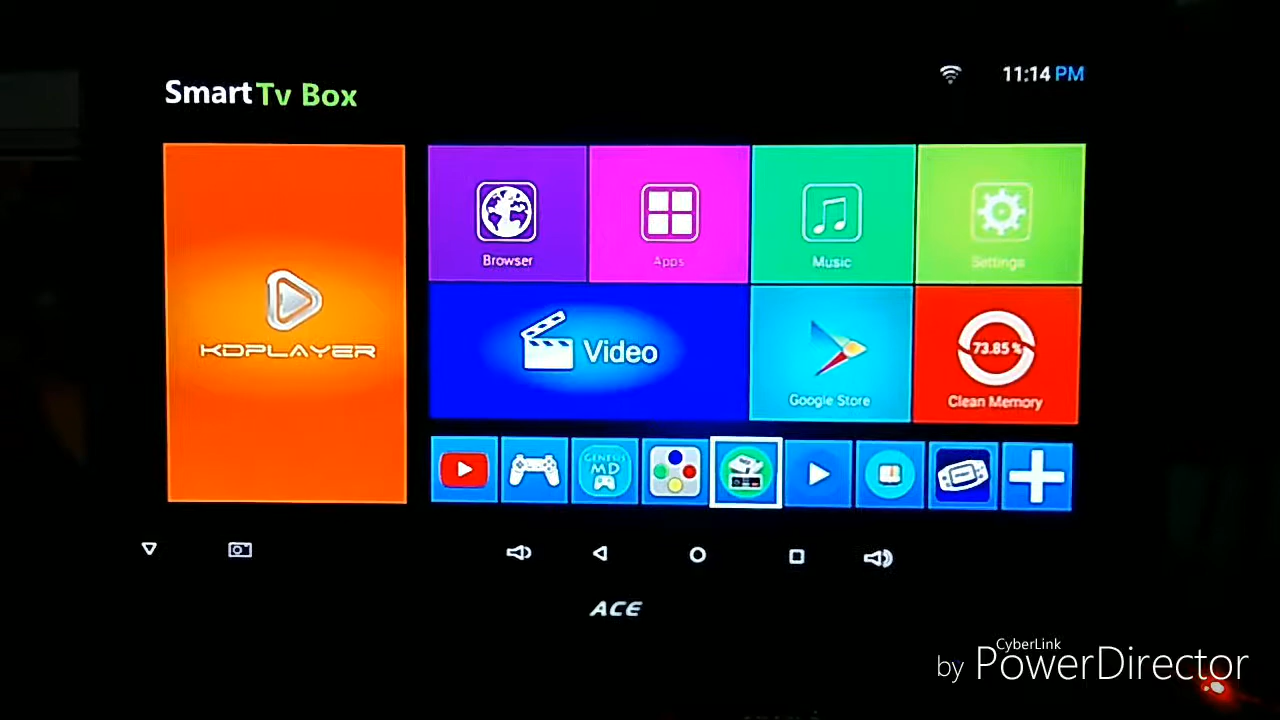 Smart Tv Box
11:14 PM
KDPLAYER
Browser
Apps
Music
Settings
Video
Google Store
73.85%
Clean Memory
GENESIS
MD
ACE
CyberLink
by PowerDirector